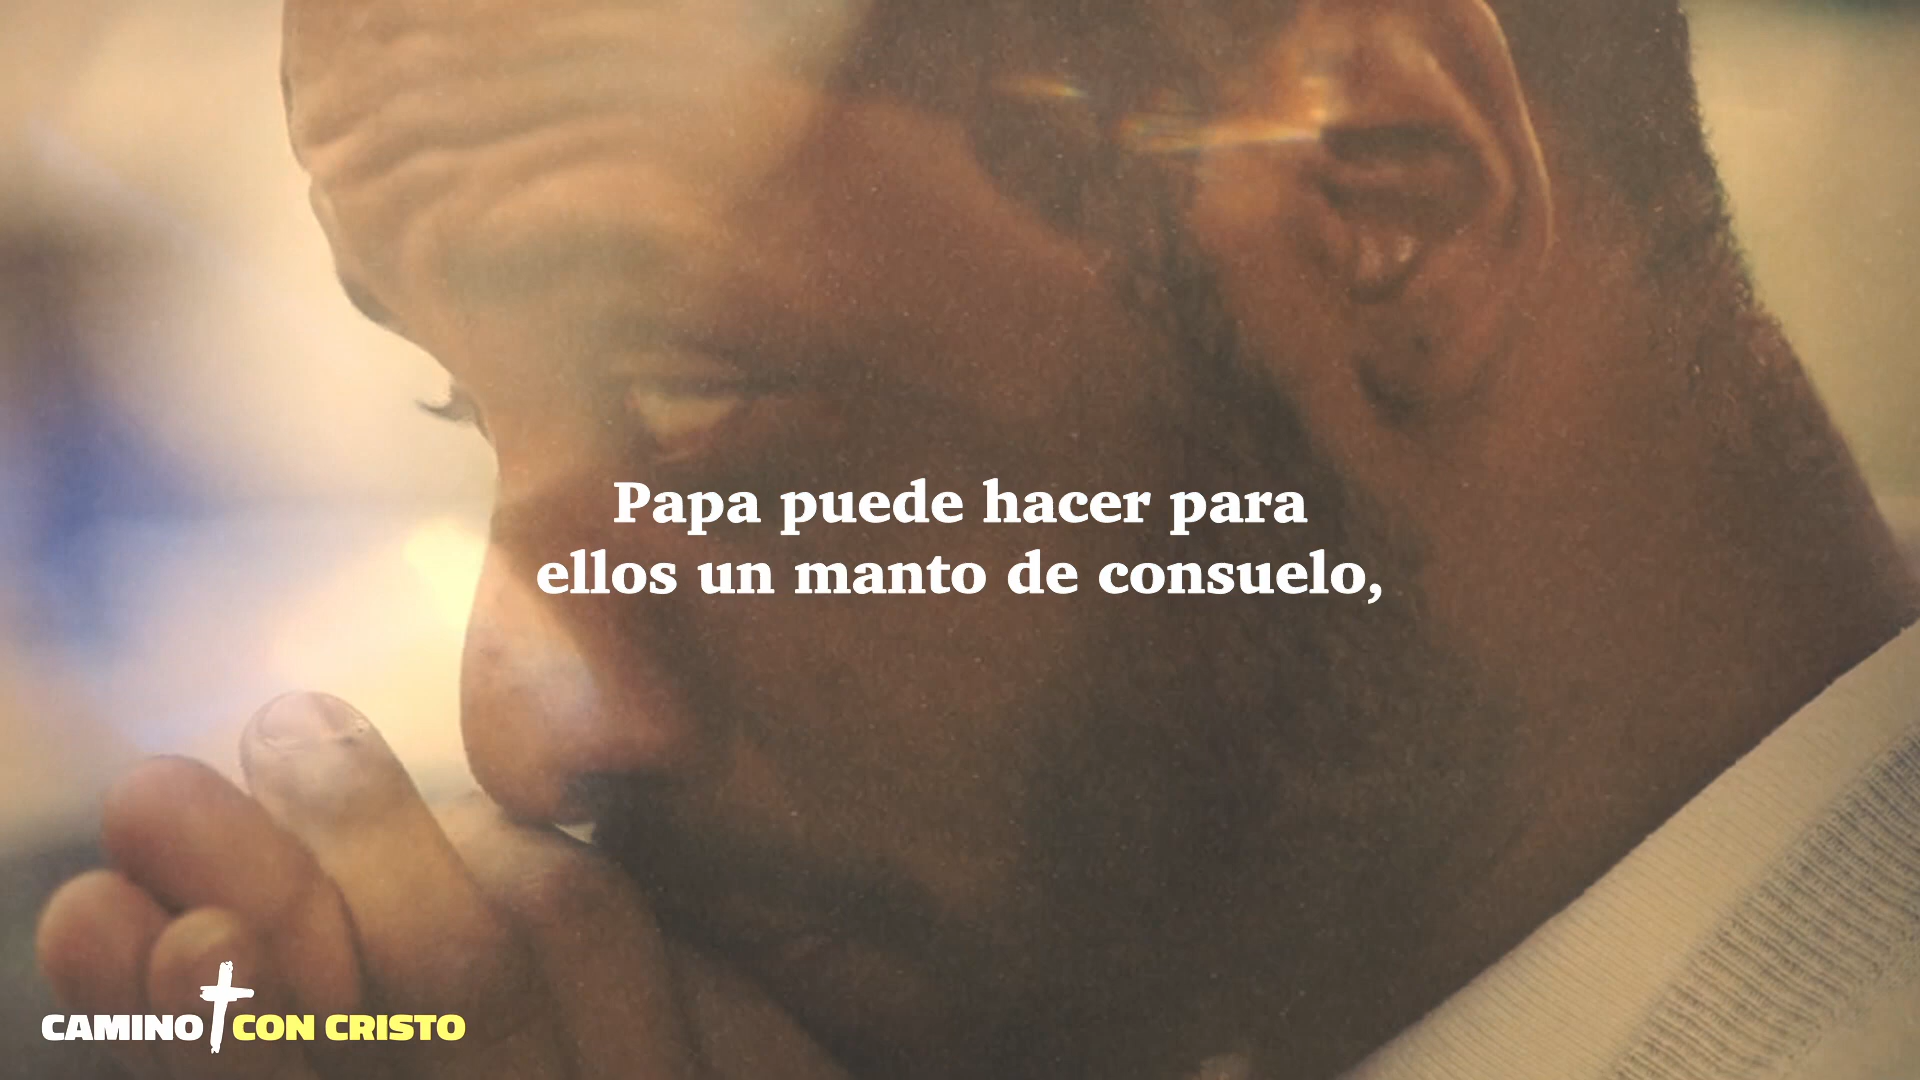 Papa puede hacer para
ellos un manto de consuelo,
CAMINO CON CRISTO